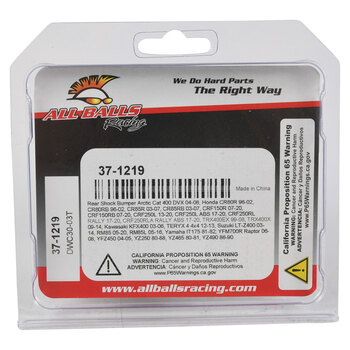 ALL BALLS
Racing
We Do Hard Parts
The Right Way
37-1219
Made in China
Rear Shock Bumper Arctic Cat 400 DVX 04-08, Honda CR80R 96-02,
CR80RB 96-02, CR85R 03-07, CR85RB 03-07, CRF150R 07-20,
CRF150RB 07-20, CRF250L 13-20, CRF250L ABS 17-20, CRF250RL
RALLY 17-20, CRF250RLA RALLY ABS 17-20, TRX400EX 99-08, TRX400X
09-14, Kawasaki KFX400 03-06, TERYX 4 4x4 12-13, Suzuki LT-Z400 03-
14, RM85 05-20, RM85L 05-16, Yamaha IT175 81-82, YFM700R Raptor 06-
08, YFZ450 04-05, YZ250 80-88, YZ465 80-81, YZ490 88-90
CALIFORNIA PROPOSITION 65 WARNING
WARNING: Cancer and Reproductive Harm
ADVERTENCIA: Cáncer y Daños Reproductivos
www.P65Warnings.ca.gov
37-1219
DWC30-03T
California Proposition 65 Warning
WARNING: Cancer and Reproductive Harm
ADVERTENCIA: Cáncer y Daños Reproductivos
www.P65Warnings.ca.gov
www.allballsracing.com